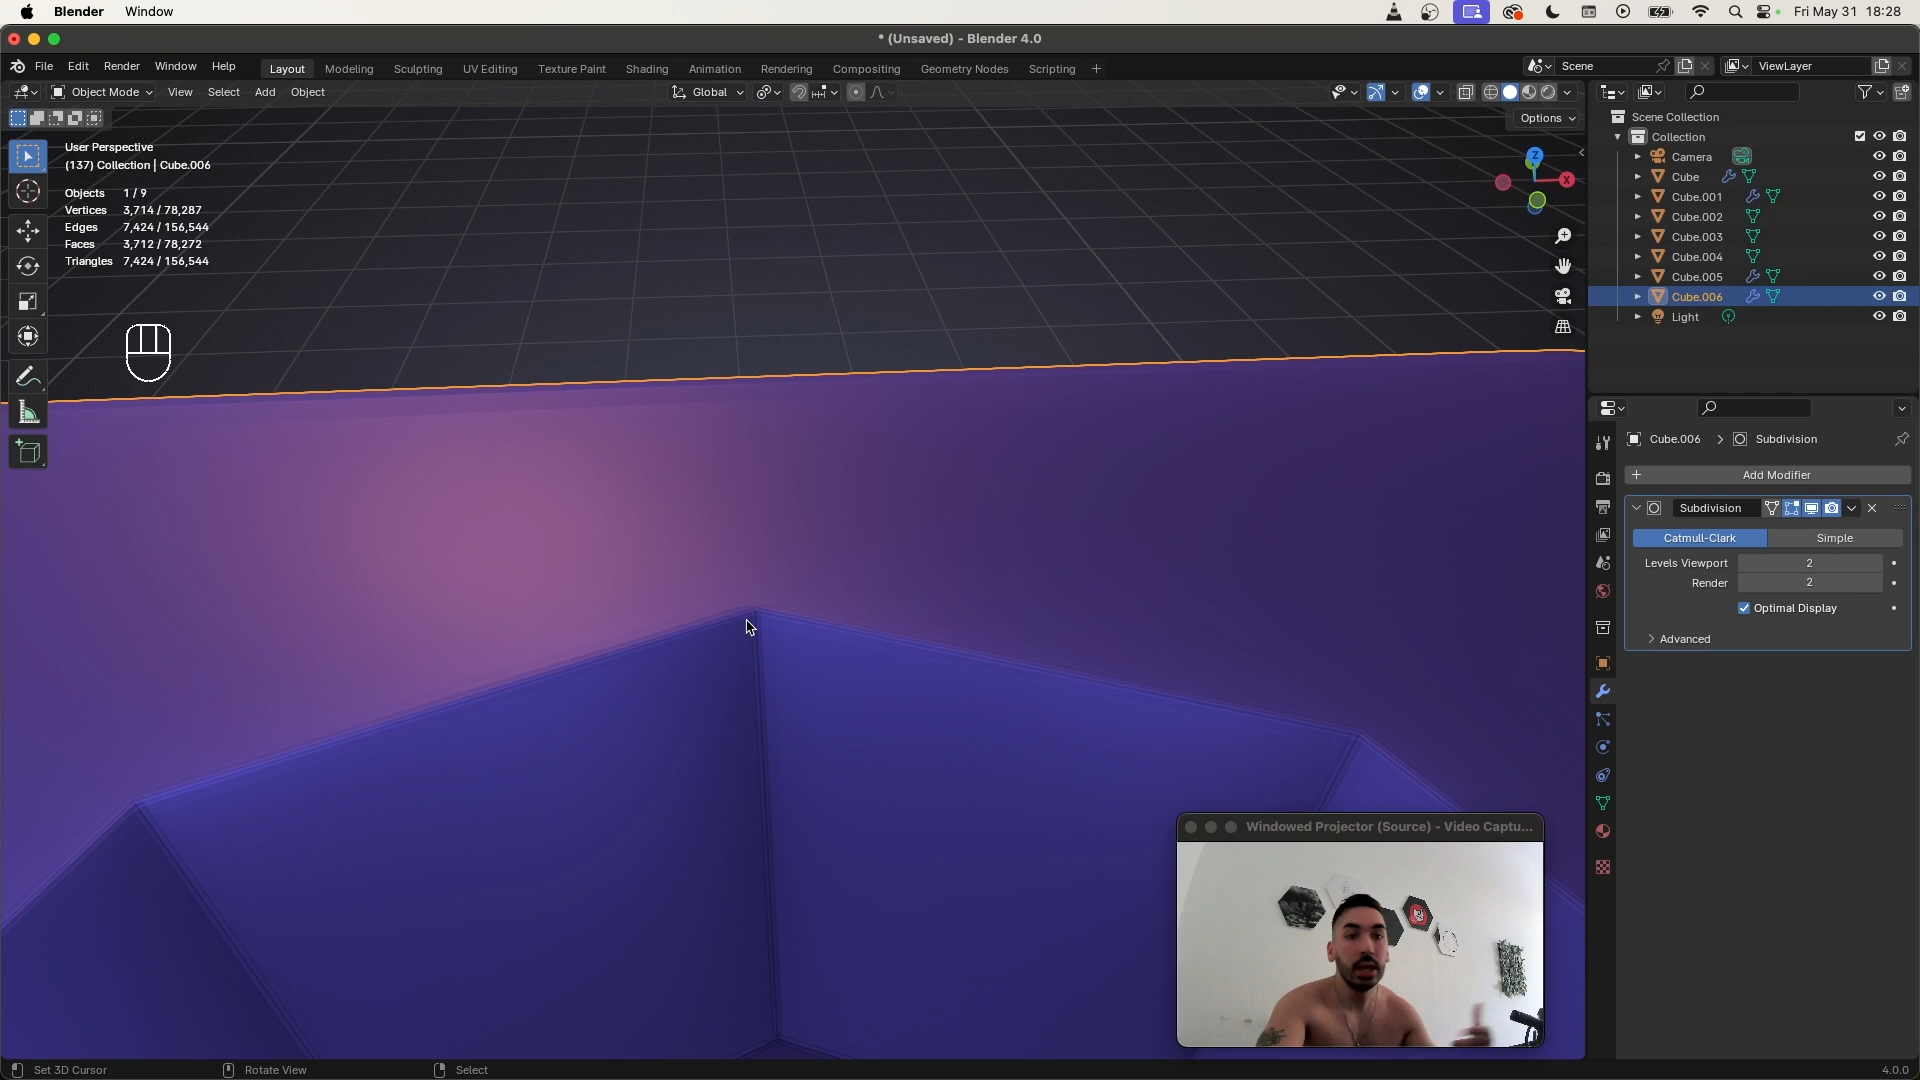 Blender Window Fri May 31 18:28
* (Unsaved) - Blender 4.0
File Edit Render Window Help Layout Modeling Sculpting UV Editing Texture Paint Shading Animation Rendering Compositing Geometry Nodes Scripting + Scene ViewLayer
Object Mode View Select Add Object Global
Options
User Perspective
(137) Collection | Cube.006
Objects 1 / 9
Vertices 3,714 / 78,287
Edges 7,424 / 156,544
Faces 3,712 / 78,272
Triangles 7,424 / 156,544
Z
X
Scene Collection
Collection
Camera
Cube
Cube.001
Cube.002
Cube.003
Cube.004
Cube.005
Cube.006
Light
Cube.006 > Subdivision
+ Add Modifier
Subdivision
Catmull-Clark Simple
Levels Viewport 2
Render 2
Optimal Display
> Advanced
Windowed Projector (Source) - Video Captu...
Set 3D Cursor Rotate View Select 4.0.0